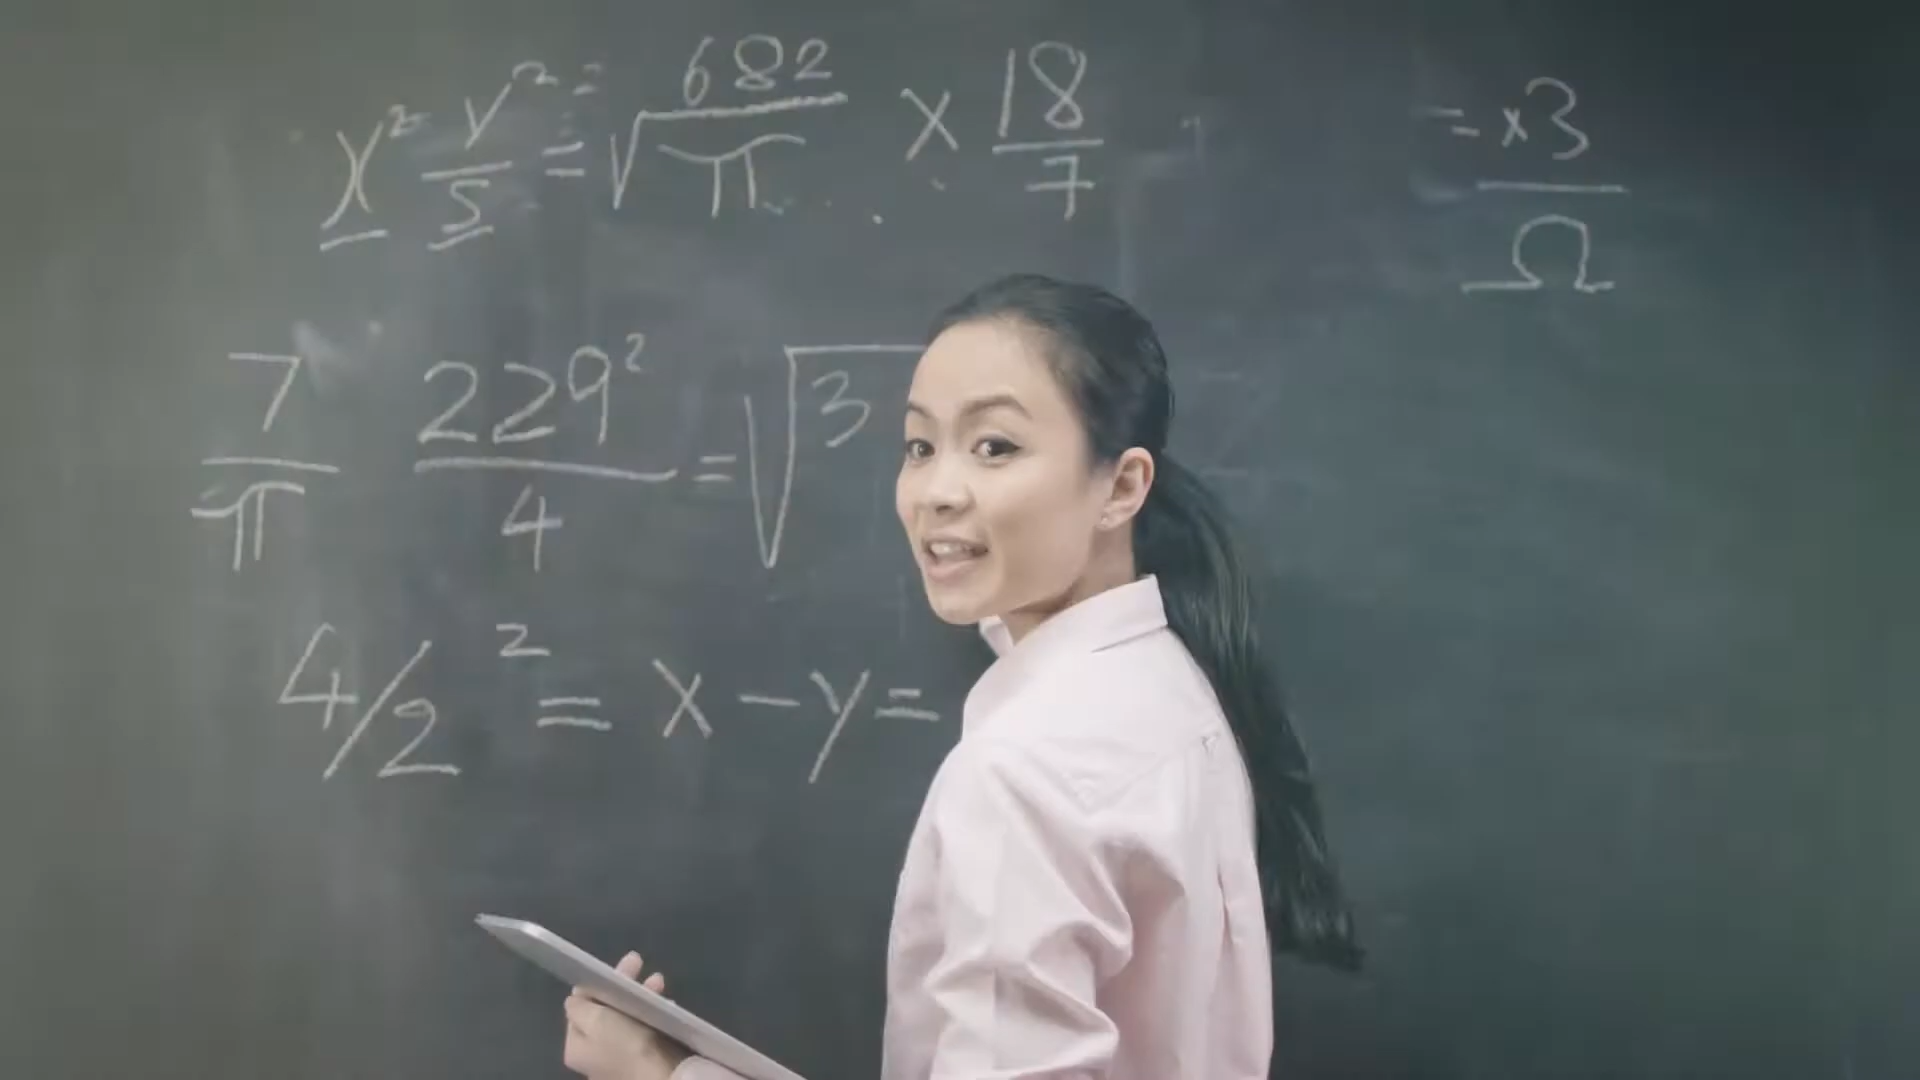 x² y²/5 = √682/π × 18/7 = x3/Ω
7/π 229²/4 = √3
4/2² = x − y =